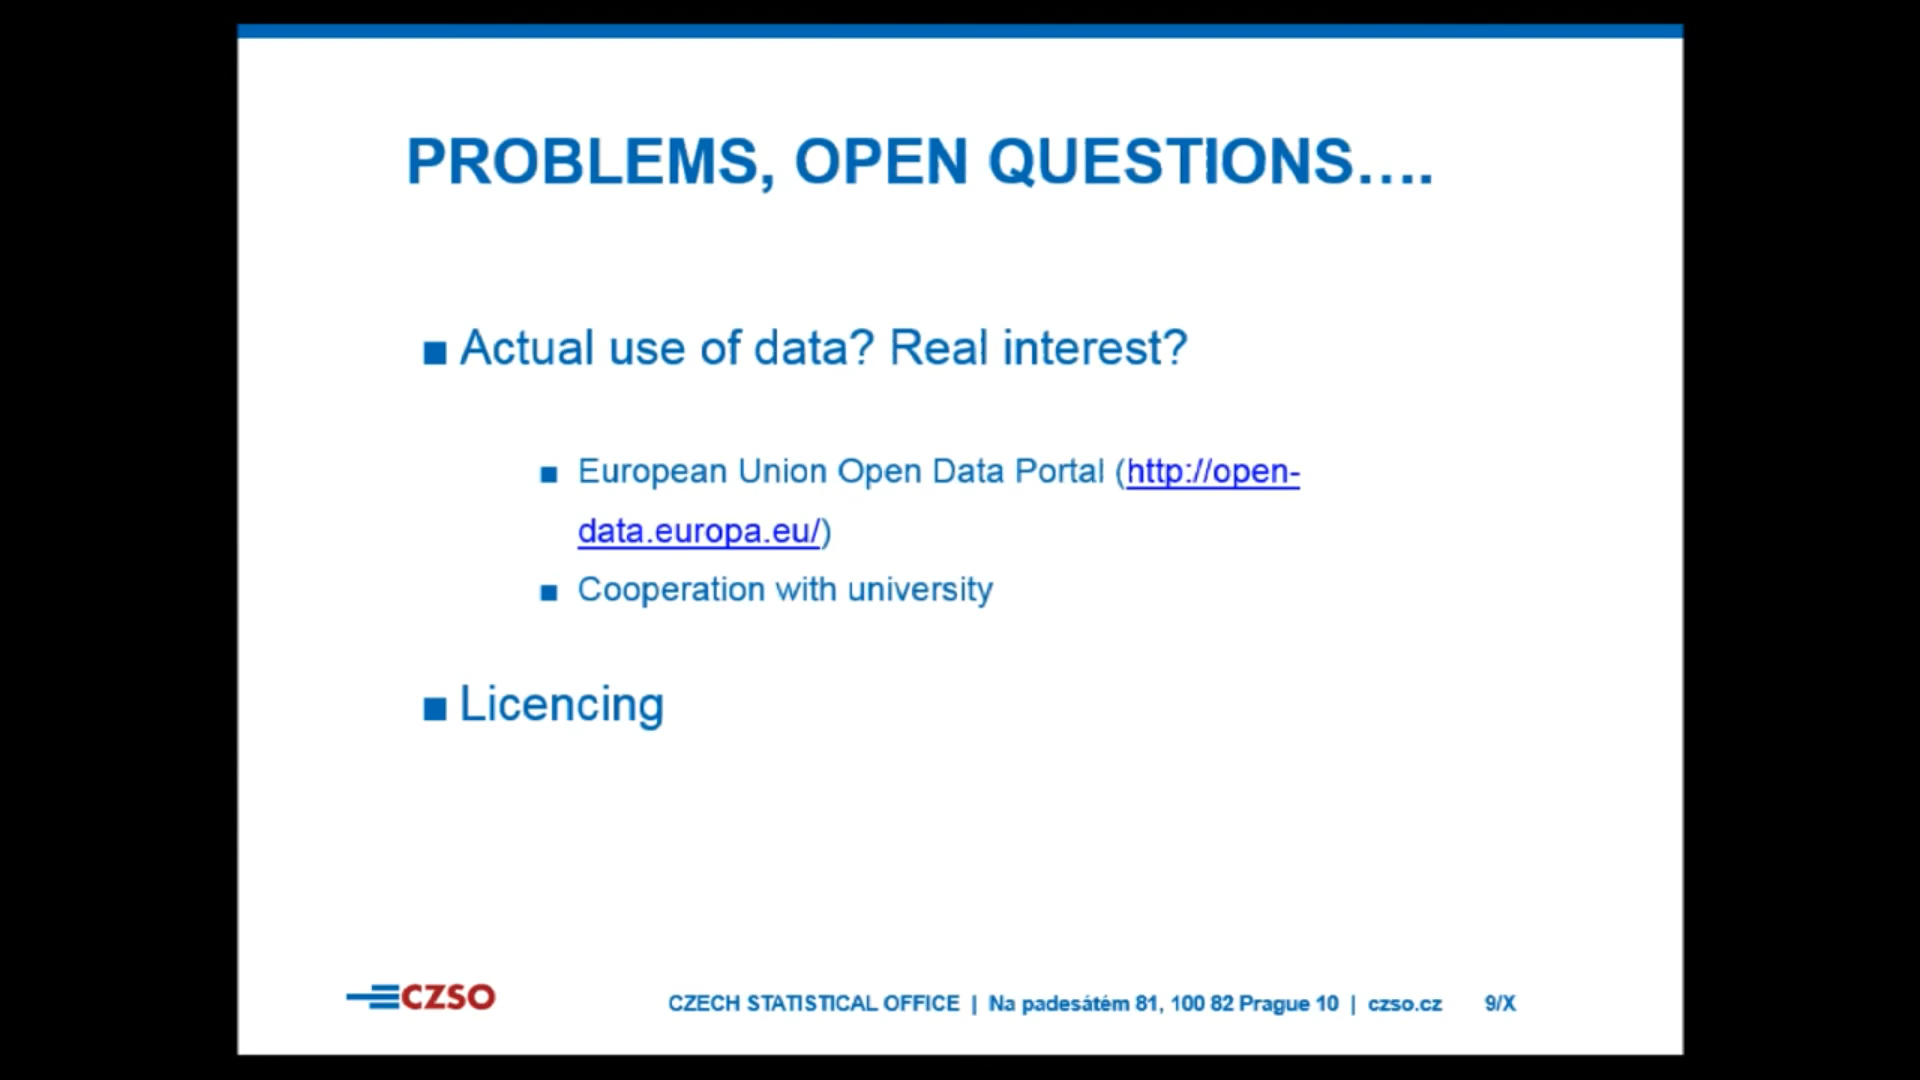 PROBLEMS, OPEN QUESTIONS….
■ Actual use of data? Real interest?
■ European Union Open Data Portal (http://open-
data.europa.eu/)
■ Cooperation with university
■ Licencing
CZSO
CZECH STATISTICAL OFFICE | Na padesátém 81, 100 82 Prague 10 | czso.cz 9/X